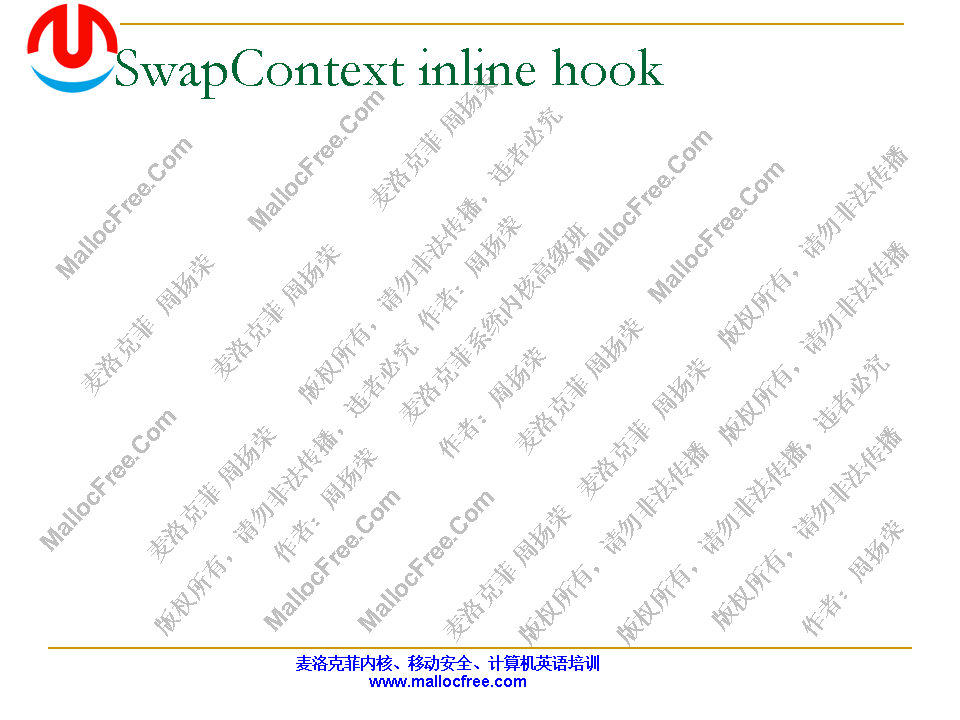 SwapContext inline hook
MallocFree.Com
MallocFree.Com
麦洛克菲 周扬荣
MallocFree.Com
MallocFree.Com
麦洛克菲 周扬荣
麦洛克菲 周扬荣
版权所有，请勿非法传播，违者必究
作者：周扬荣
麦洛克菲系统内核高级班
版权所有，请勿非法传播
版权所有，请勿非法传播
MallocFree.Com
麦洛克菲 周扬荣
版权所有，请勿非法传播，违者必究
作者：周扬荣
作者：周扬荣
麦洛克菲 周扬荣
麦洛克菲 周扬荣
MallocFree.Com
MallocFree.Com
麦洛克菲 周扬荣
版权所有，请勿非法传播
版权所有，请勿非法传播，违者必究
版权所有，请勿非法传播
作者：周扬荣
麦洛克菲内核、移动安全、计算机英语培训
www.mallocfree.com